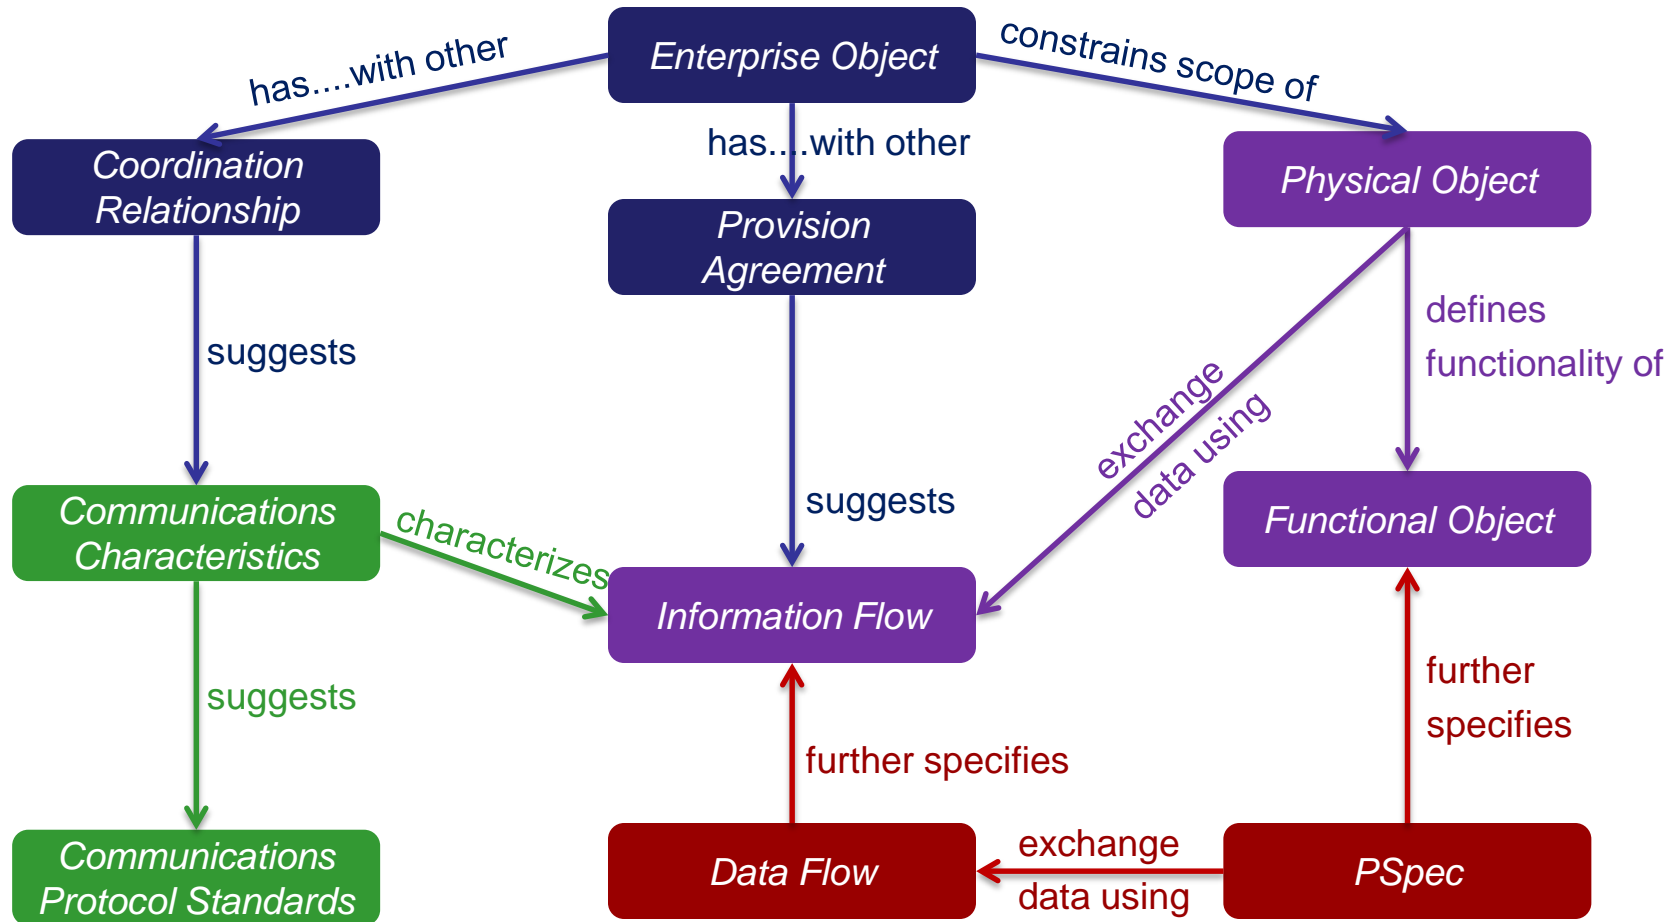 Enterprise Object
has....with other
constrains scope of
has....with other
Coordination
Relationship
Physical Object
Provision
Agreement
suggests
defines
functionality of
exchange
data using
suggests
Communications
Characteristics
characterizes
Functional Object
Information Flow
suggests
further
specifies
further specifies
Communications
Protocol Standards
Data Flow
exchange
data using
PSpec